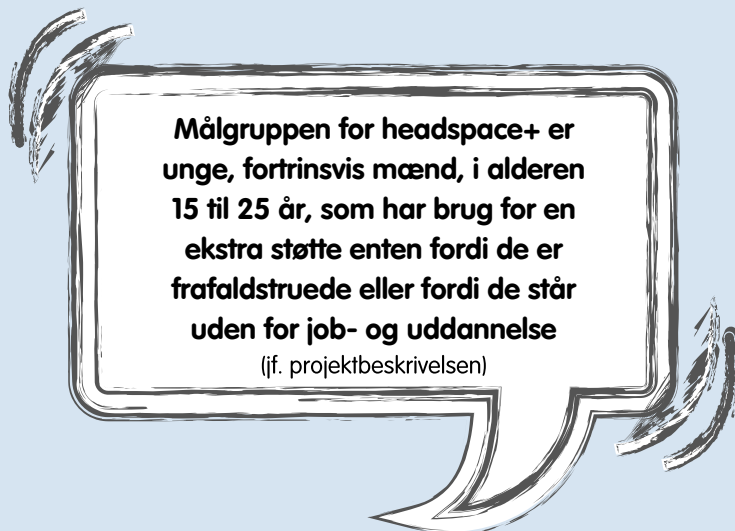 Målgruppen for headspace+ er
unge, fortrinsvis mænd, i alderen
15 til 25 år, som har brug for en
ekstra støtte enten fordi de er
frafaldstruede eller fordi de står
uden for job- og uddannelse
(jf. projektbeskrivelsen)